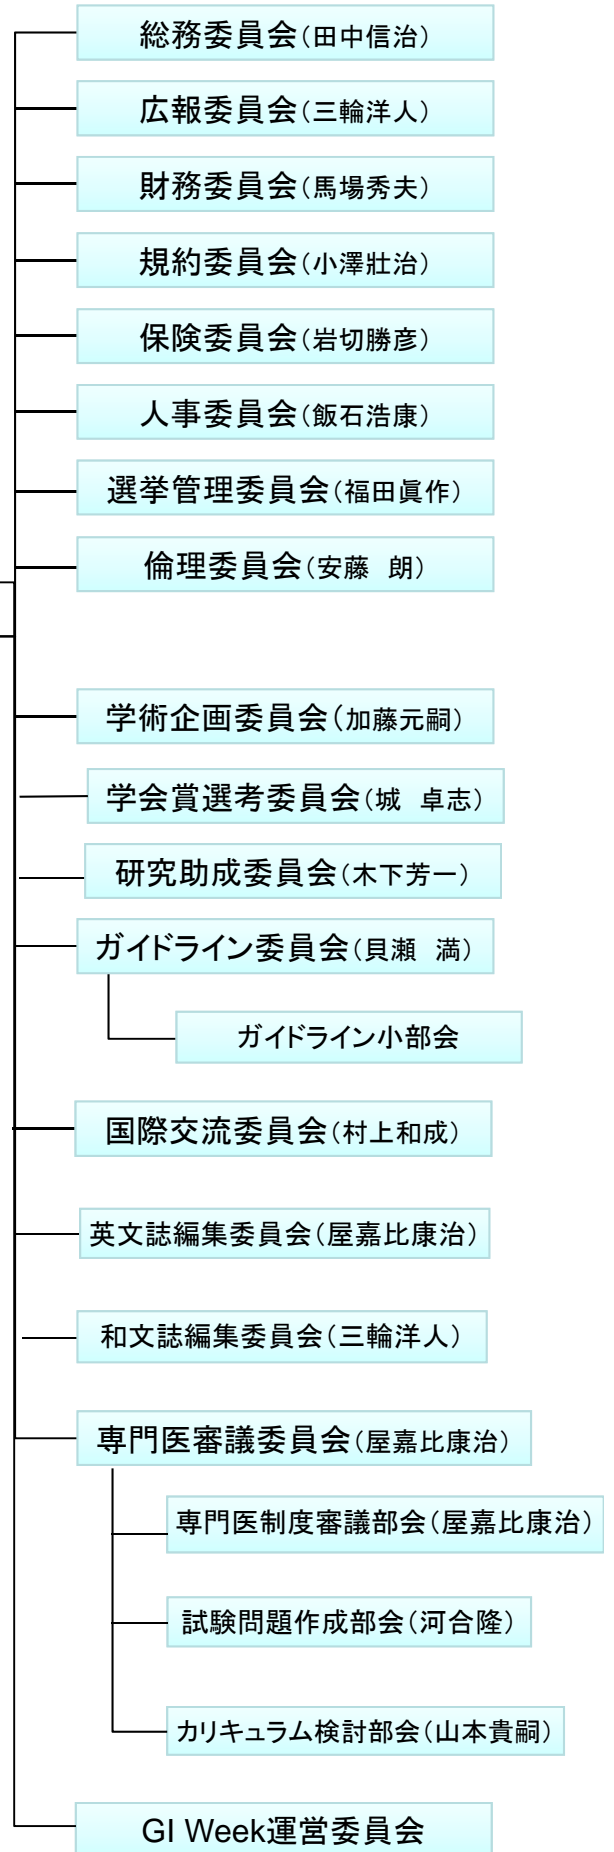 総務委員会（田中信治）
広報委員会（三輪洋人）
財務委員会（馬場秀夫）
規約委員会（小澤壯治）
保険委員会（岩切勝彦）
人事委員会（飯石浩康）
選挙管理委員会（福田眞作）
倫理委員会（安藤　朗）
学術企画委員会（加藤元嗣）
学会賞選考委員会（城　卓志）
研究助成委員会（木下芳一）
ガイドライン委員会（貝瀬　満）
ガイドライン小部会
国際交流委員会（村上和成）
英文誌編集委員会（屋嘉比康治）
和文誌編集委員会（三輪洋人）
専門医審議委員会（屋嘉比康治）
専門医制度審議部会（屋嘉比康治）
試験問題作成部会（河合隆）
カリキュラム検討部会（山本貴嗣）
GI Week運営委員会